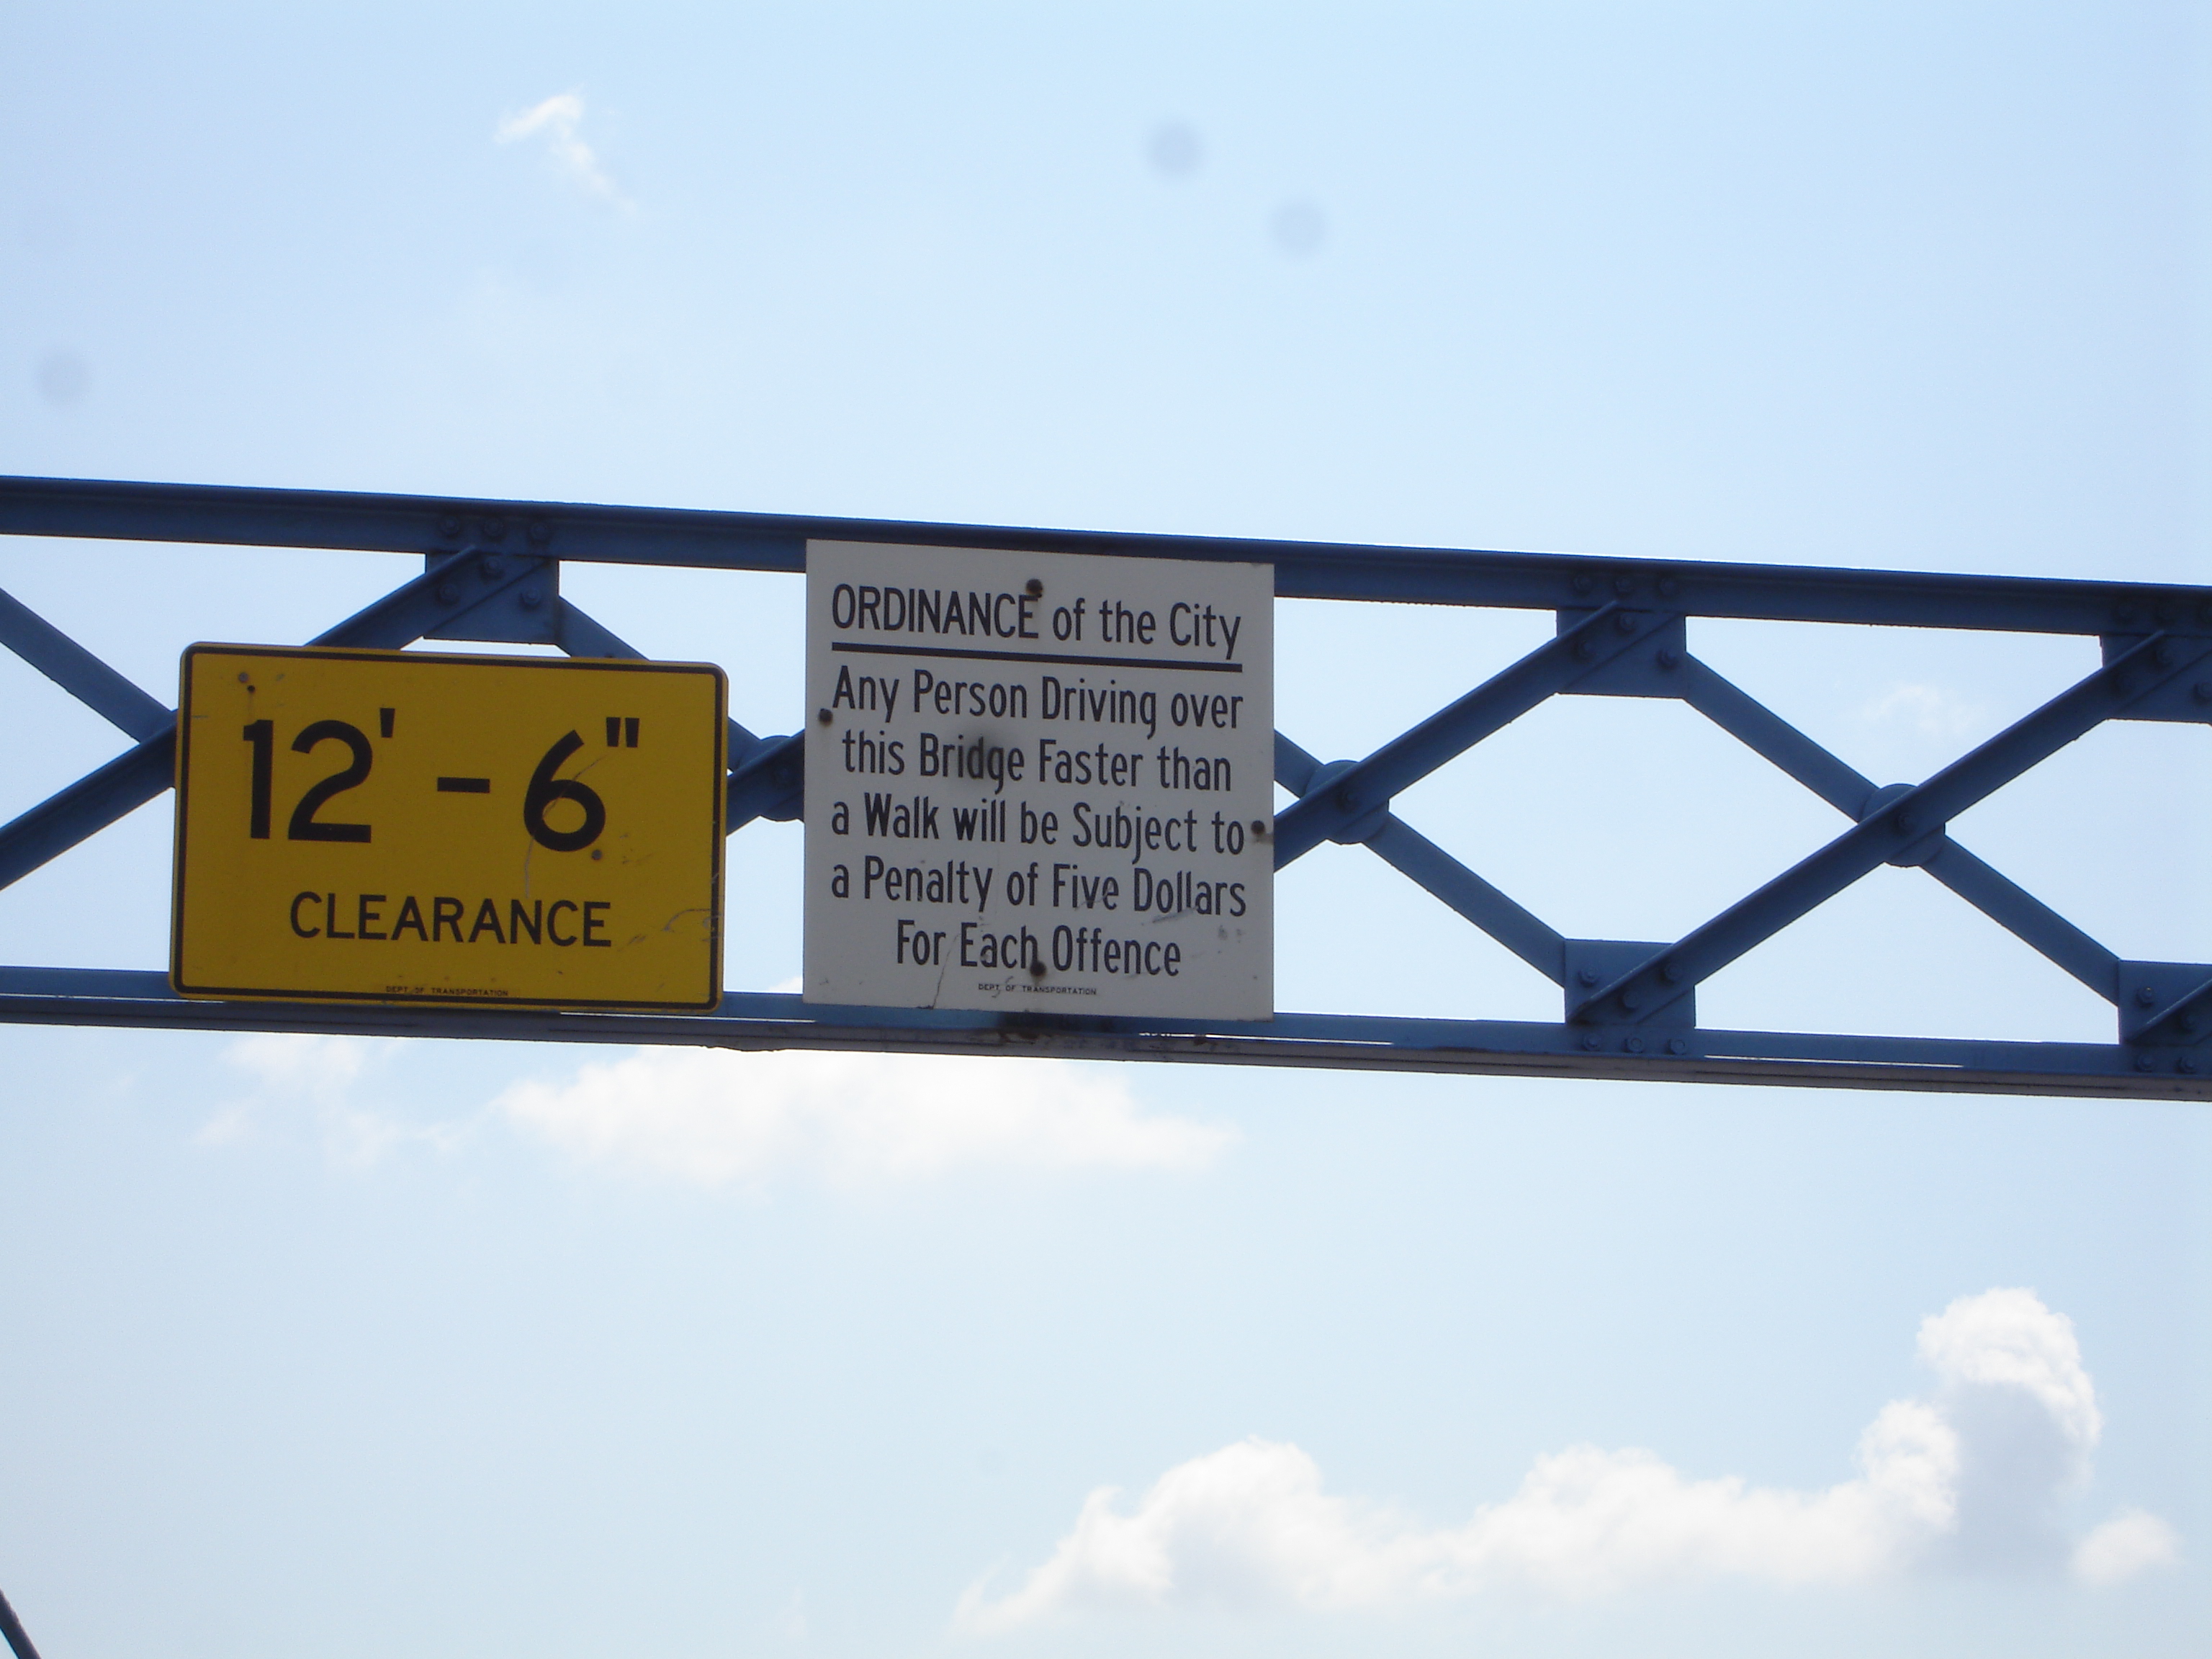 12' - 6"
CLEARANCE
DEPT. OF TRANSPORTATION
ORDINANCE of the City
Any Person Driving over
this Bridge Faster than
a Walk will be Subject to
a Penalty of Five Dollars
For Each Offence
DEPT. OF TRANSPORTATION